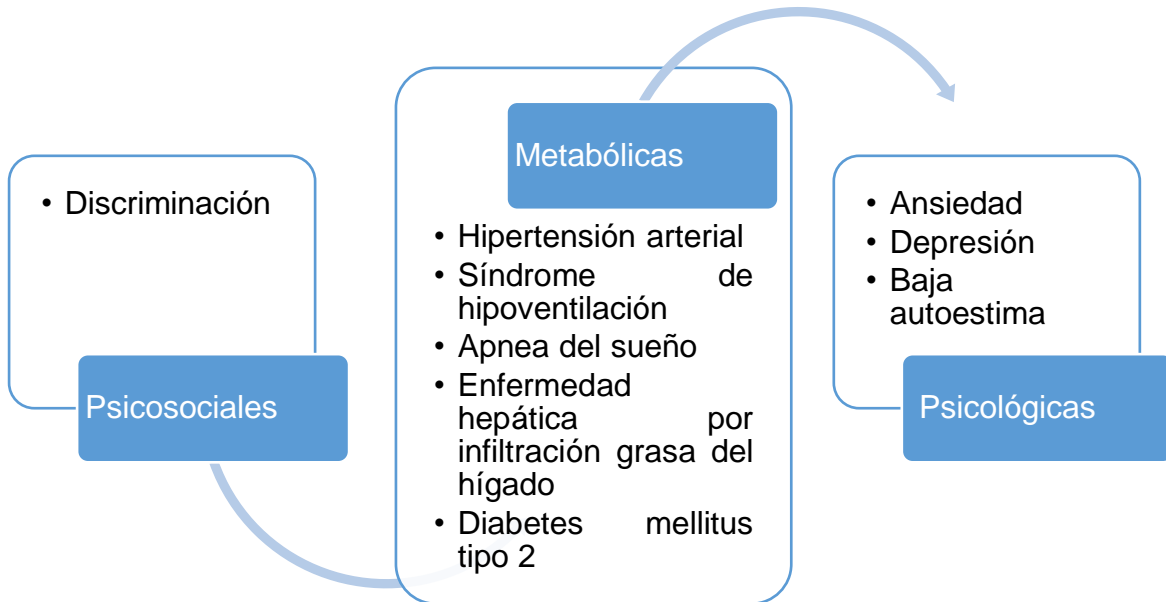 • Discriminación
Psicosociales
Metabólicas
• Hipertensión arterial
• Síndrome de
hipoventilación
• Apnea del sueño
• Enfermedad
hepática por
infiltración grasa del
hígado
• Diabetes mellitus
tipo 2
• Ansiedad
• Depresión
• Baja
autoestima
Psicológicas